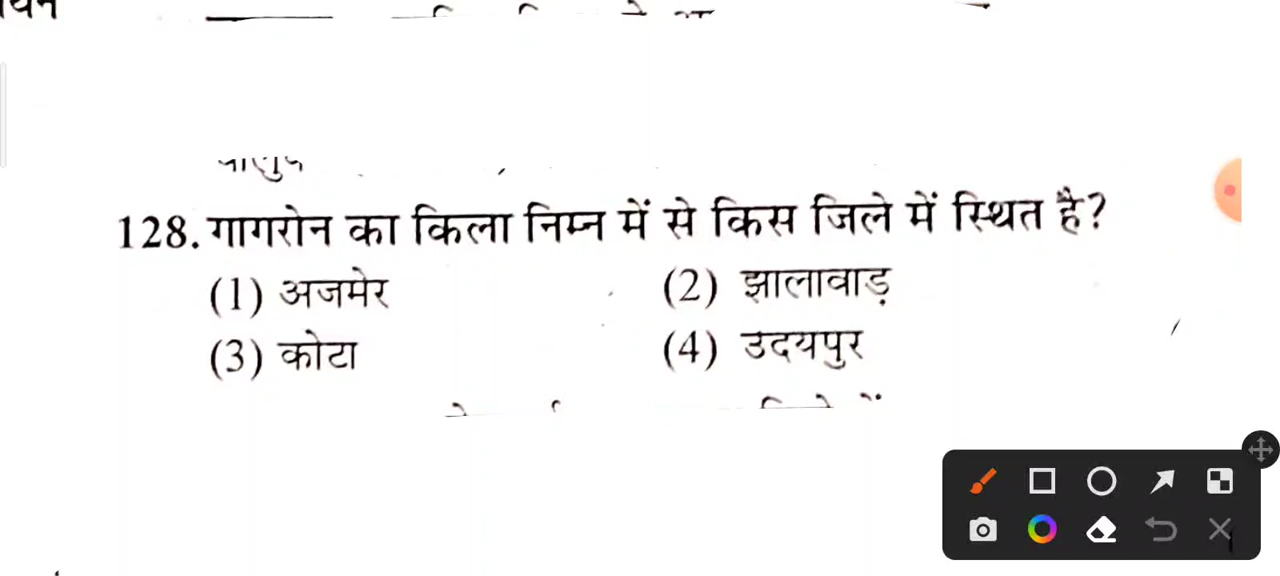 128. गागरोन का किला निम्न में से किस जिले में स्थित है?
(1) अजमेर (2) झालावाड़
(3) कोटा (4) उदयपुर